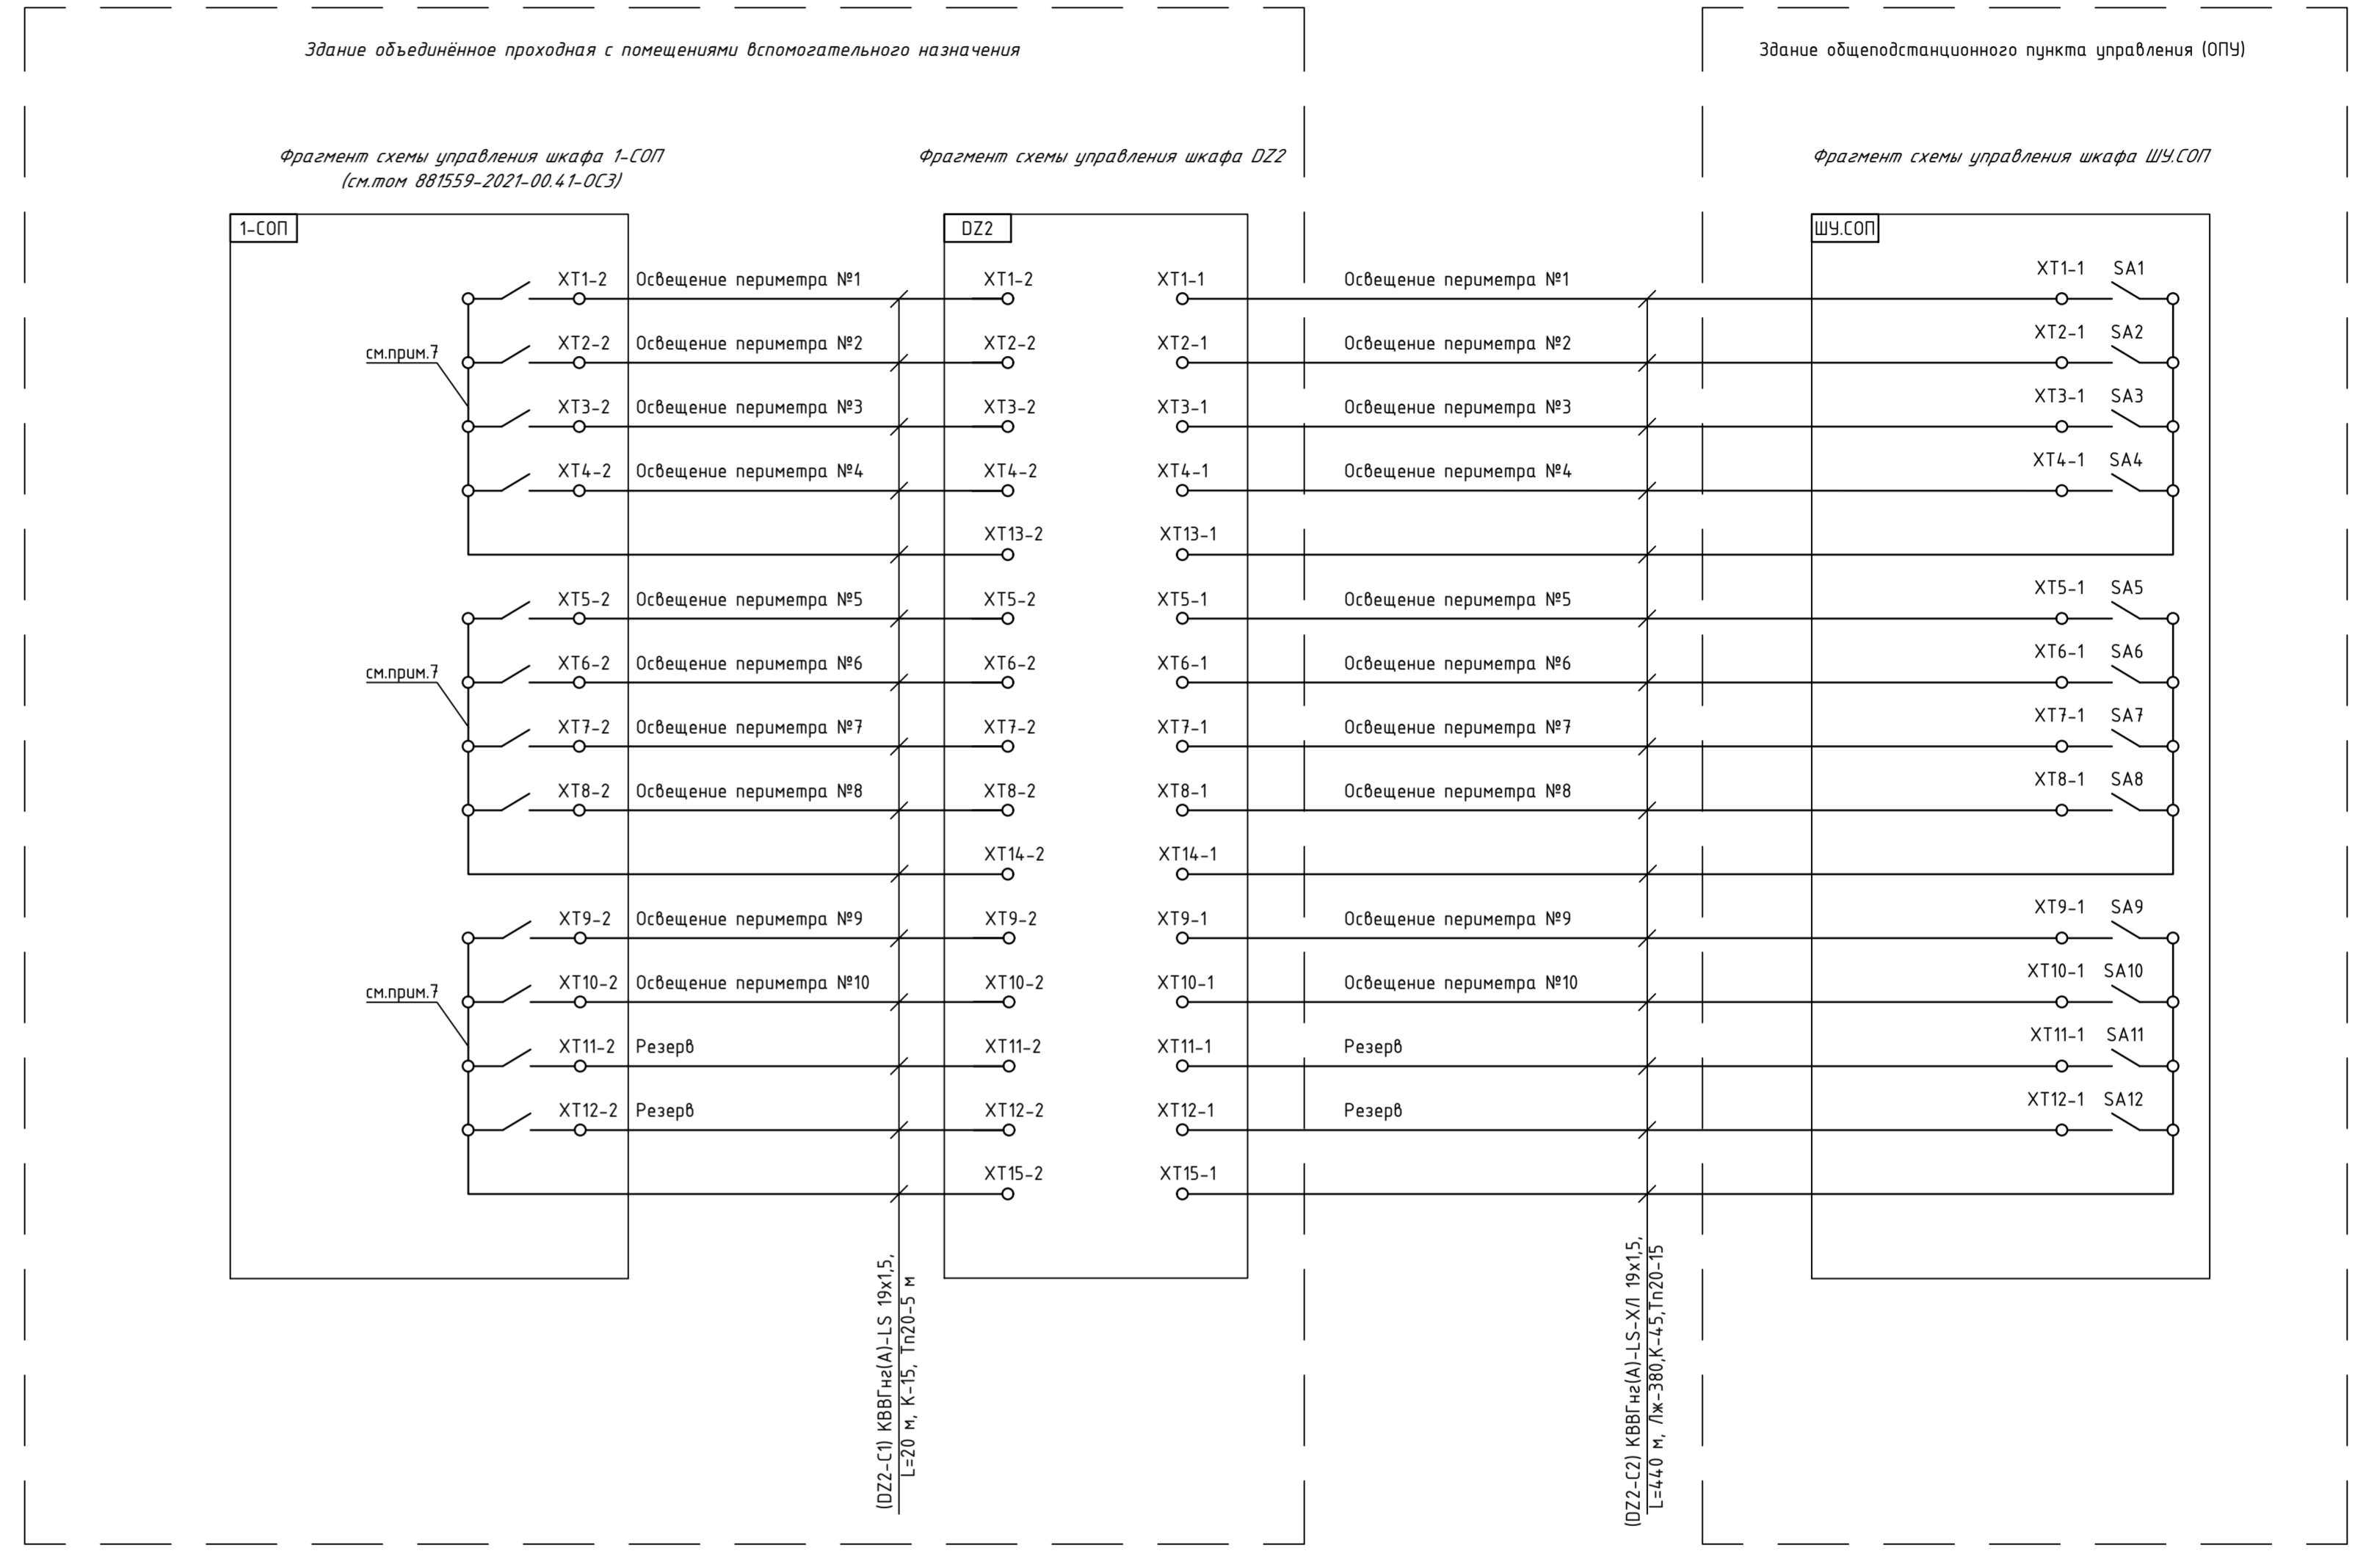 Здание объединённое проходная с помещениями вспомогательного назначения
Здание общеподстанционного пункта управления (ОПУ)
Фрагмент схемы управления шкафа 1-СОП
(см.том 881559-2021-00.41-ОС3)
Фрагмент схемы управления шкафа DZ2
Фрагмент схемы управления шкафа ШУ.СОП
1-СОП
DZ2
ШУ.СОП
XT1-2 Освещение периметра №1 XT1-2 XT1-1 Освещение периметра №1 XT1-1 SA1
XT2-2 Освещение периметра №2 XT2-2 XT2-1 Освещение периметра №2 XT2-1 SA2
см.прим.7
XT3-2 Освещение периметра №3 XT3-2 XT3-1 Освещение периметра №3 XT3-1 SA3
XT4-2 Освещение периметра №4 XT4-2 XT4-1 Освещение периметра №4 XT4-1 SA4
XT13-2 XT13-1
XT5-2 Освещение периметра №5 XT5-2 XT5-1 Освещение периметра №5 XT5-1 SA5
XT6-2 Освещение периметра №6 XT6-2 XT6-1 Освещение периметра №6 XT6-1 SA6
см.прим.7
XT7-2 Освещение периметра №7 XT7-2 XT7-1 Освещение периметра №7 XT7-1 SA7
XT8-2 Освещение периметра №8 XT8-2 XT8-1 Освещение периметра №8 XT8-1 SA8
XT14-2 XT14-1
XT9-2 Освещение периметра №9 XT9-2 XT9-1 Освещение периметра №9 XT9-1 SA9
XT10-2 Освещение периметра №10 XT10-2 XT10-1 Освещение периметра №10 XT10-1 SA10
см.прим.7
XT11-2 Резерв XT11-2 XT11-1 Резерв XT11-1 SA11
XT12-2 Резерв XT12-2 XT12-1 Резерв XT12-1 SA12
XT15-2 XT15-1
(DZ2-C1) КВВГнг(А)-LS 19x1,5,
L=20 м, К-15, Тп20-5 м
(DZ2-C2) КВВГнг(А)-LS-ХЛ 19x1,5,
L=440 м, Лж-380,К-45,Тп20-15